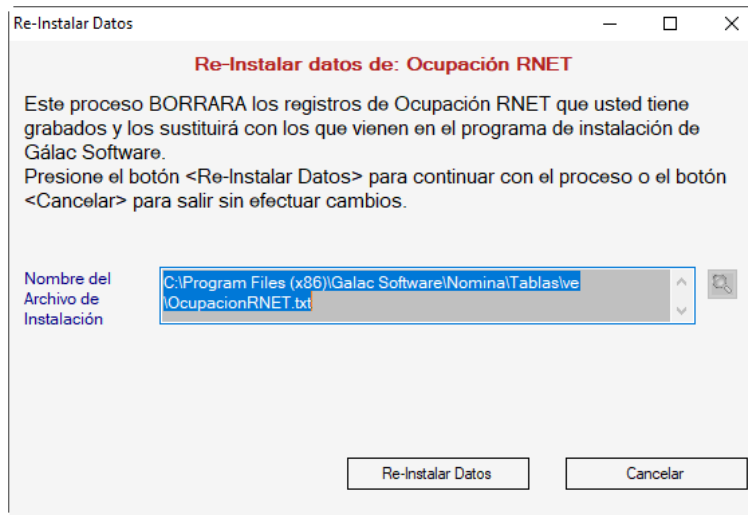 Re-Instalar Datos
Re-Instalar datos de: Ocupación RNET
Este proceso BORRARA los registros de Ocupación RNET que usted tiene
grabados y los sustituirá con los que vienen en el programa de instalación de
Gálac Software.
Presione el botón <Re-Instalar Datos> para continuar con el proceso o el botón
<Cancelar> para salir sin efectuar cambios.
Nombre del
Archivo de
Instalación
C:\Program Files (x86)\Galac Software\Nomina\Tablas\ve
\OcupacionRNET.txt
Re-Instalar Datos
Cancelar